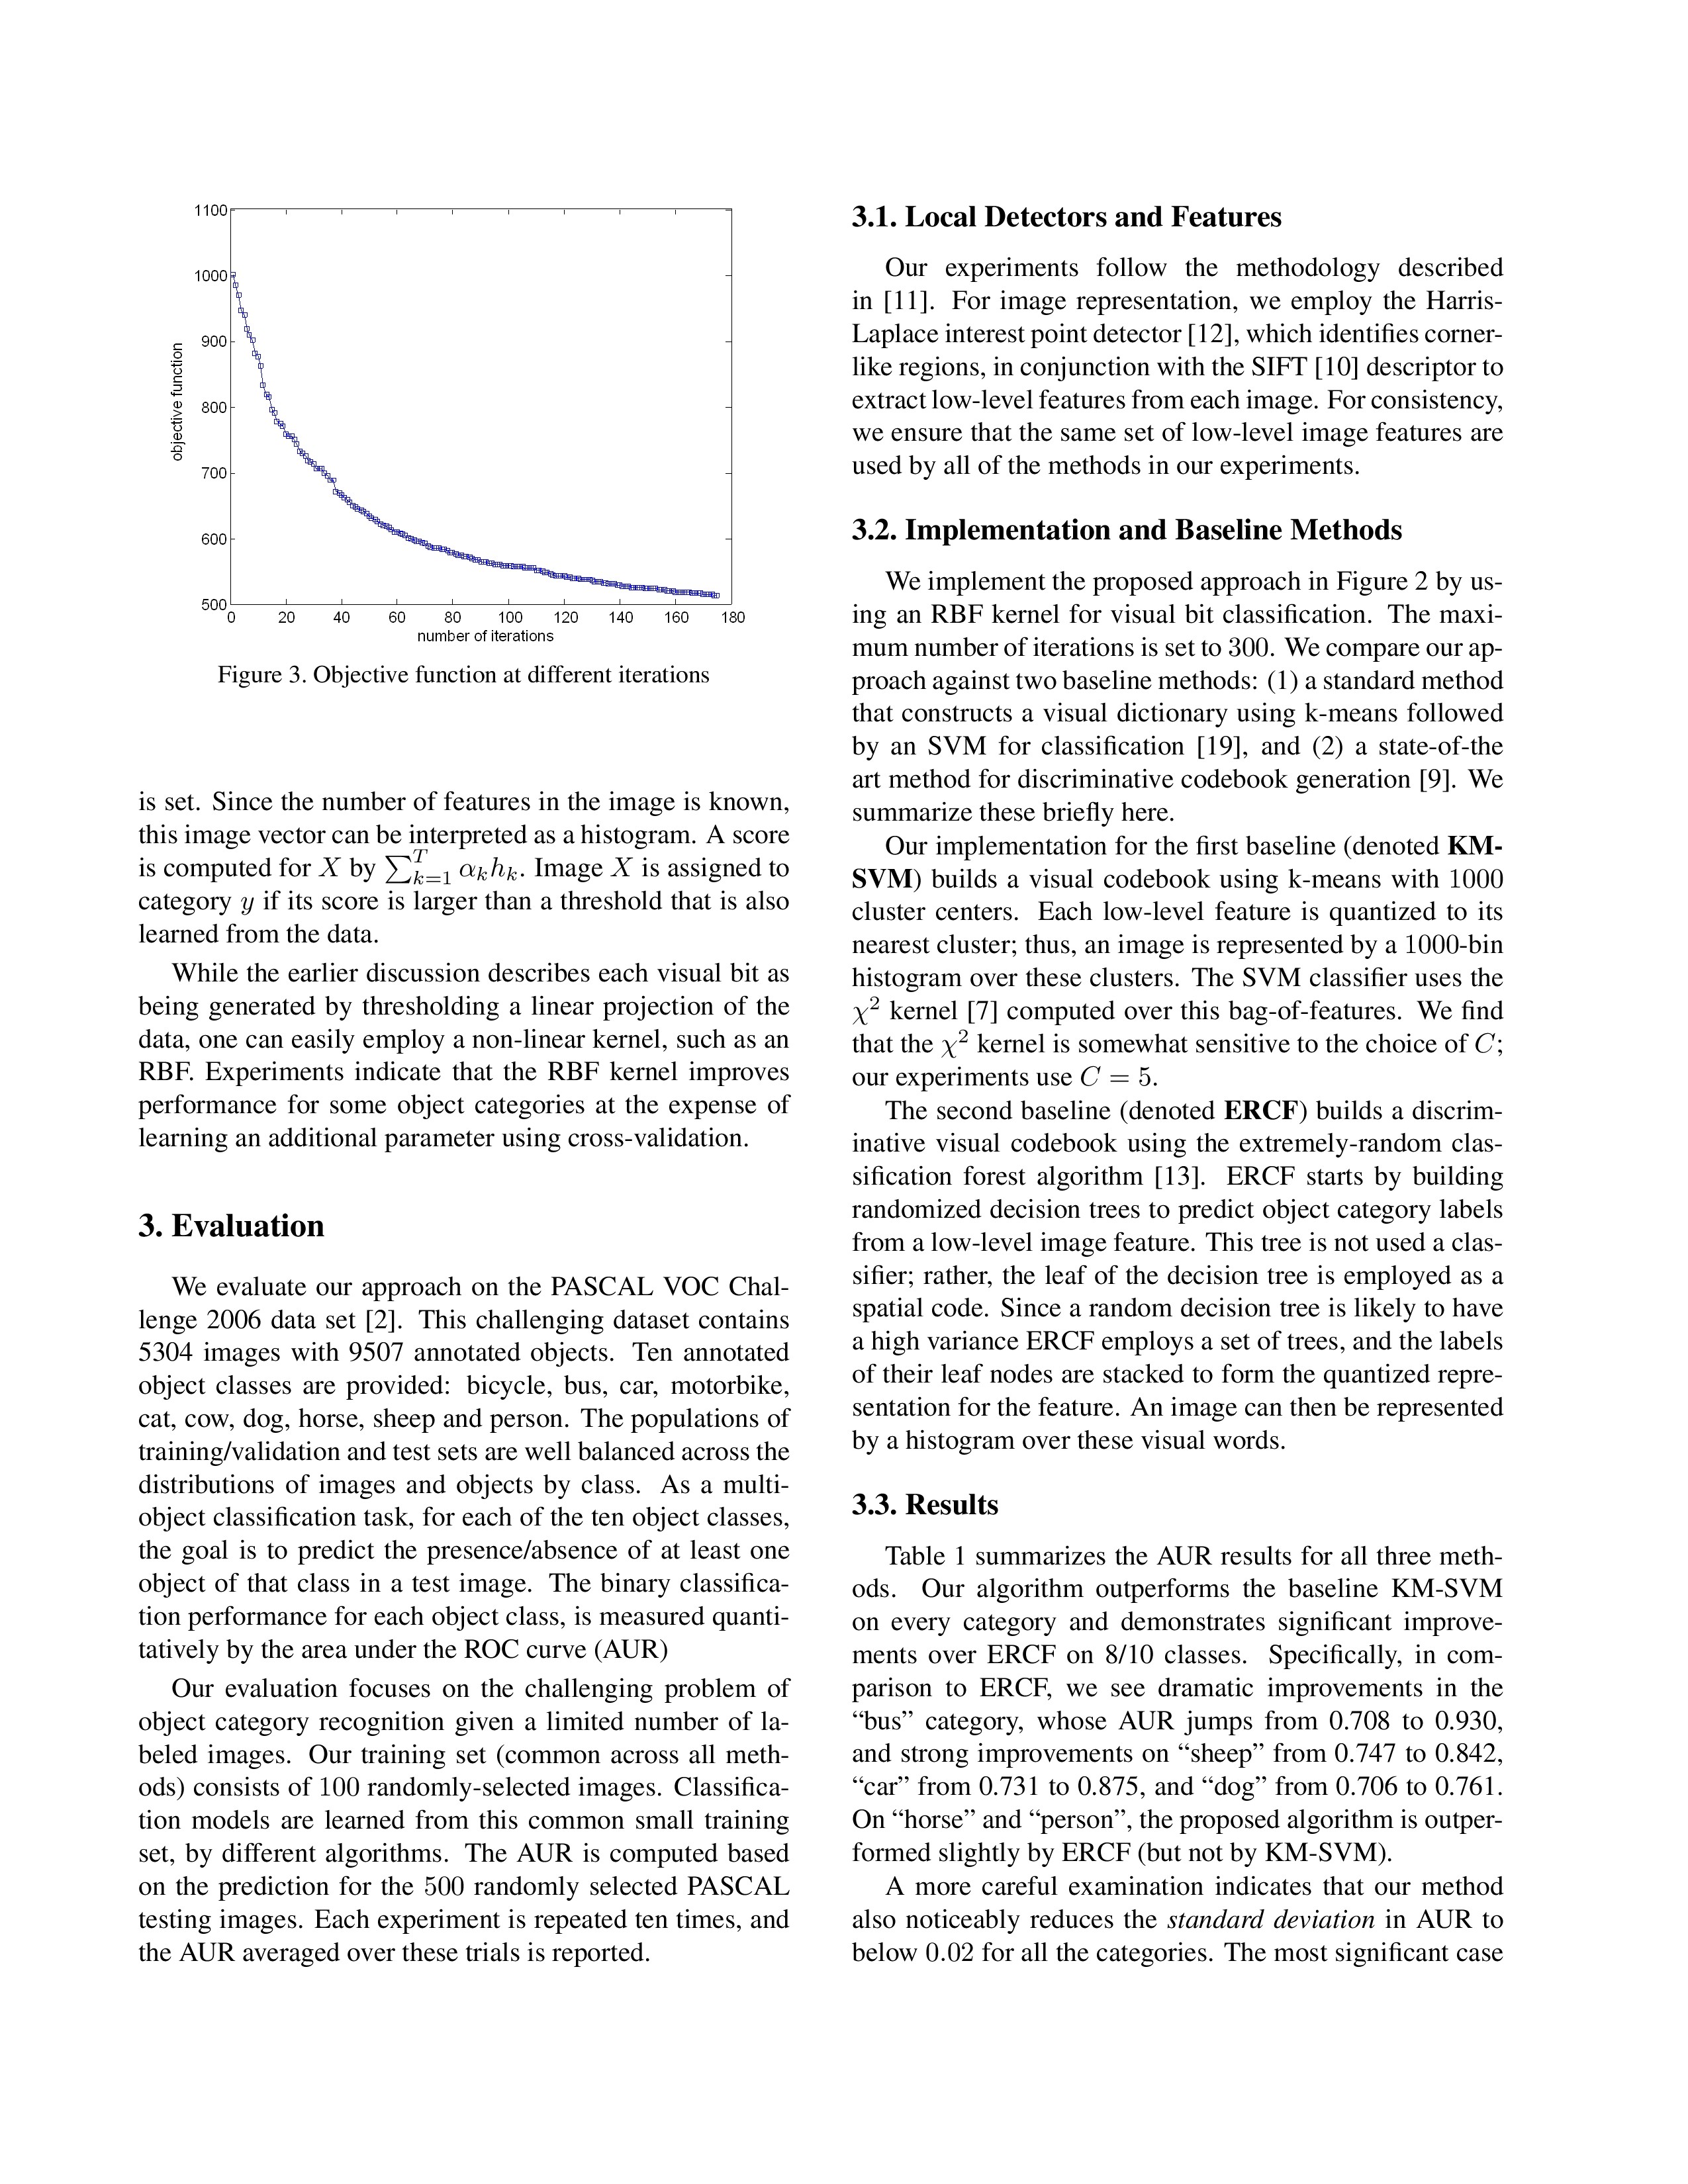 1100
1000
900
800
700
600
500
objective function
0 20 40 60 80 100 120 140 160 180
number of iterations
Figure 3. Objective function at different iterations
is set. Since the number of features in the image is known,
this image vector can be interpreted as a histogram. A score
is computed for X by ∑_{k=1}^{T} α_k h_k. Image X is assigned to
category y if its score is larger than a threshold that is also
learned from the data.
While the earlier discussion describes each visual bit as
being generated by thresholding a linear projection of the
data, one can easily employ a non-linear kernel, such as an
RBF. Experiments indicate that the RBF kernel improves
performance for some object categories at the expense of
learning an additional parameter using cross-validation.
3. Evaluation
We evaluate our approach on the PASCAL VOC Chal-
lenge 2006 data set [2]. This challenging dataset contains
5304 images with 9507 annotated objects. Ten annotated
object classes are provided: bicycle, bus, car, motorbike,
cat, cow, dog, horse, sheep and person. The populations of
training/validation and test sets are well balanced across the
distributions of images and objects by class. As a multi-
object classification task, for each of the ten object classes,
the goal is to predict the presence/absence of at least one
object of that class in a test image. The binary classifica-
tion performance for each object class, is measured quanti-
tatively by the area under the ROC curve (AUR)
Our evaluation focuses on the challenging problem of
object category recognition given a limited number of la-
beled images. Our training set (common across all meth-
ods) consists of 100 randomly-selected images. Classifica-
tion models are learned from this common small training
set, by different algorithms. The AUR is computed based
on the prediction for the 500 randomly selected PASCAL
testing images. Each experiment is repeated ten times, and
the AUR averaged over these trials is reported.
3.1. Local Detectors and Features
Our experiments follow the methodology described
in [11]. For image representation, we employ the Harris-
Laplace interest point detector [12], which identifies corner-
like regions, in conjunction with the SIFT [10] descriptor to
extract low-level features from each image. For consistency,
we ensure that the same set of low-level image features are
used by all of the methods in our experiments.
3.2. Implementation and Baseline Methods
We implement the proposed approach in Figure 2 by us-
ing an RBF kernel for visual bit classification. The maxi-
mum number of iterations is set to 300. We compare our ap-
proach against two baseline methods: (1) a standard method
that constructs a visual dictionary using k-means followed
by an SVM for classification [19], and (2) a state-of-the
art method for discriminative codebook generation [9]. We
summarize these briefly here.
Our implementation for the first baseline (denoted KM-
SVM) builds a visual codebook using k-means with 1000
cluster centers. Each low-level feature is quantized to its
nearest cluster; thus, an image is represented by a 1000-bin
histogram over these clusters. The SVM classifier uses the
χ² kernel [7] computed over this bag-of-features. We find
that the χ² kernel is somewhat sensitive to the choice of C;
our experiments use C = 5.
The second baseline (denoted ERCF) builds a discrim-
inative visual codebook using the extremely-random clas-
sification forest algorithm [13]. ERCF starts by building
randomized decision trees to predict object category labels
from a low-level image feature. This tree is not used a clas-
sifier; rather, the leaf of the decision tree is employed as a
spatial code. Since a random decision tree is likely to have
a high variance ERCF employs a set of trees, and the labels
of their leaf nodes are stacked to form the quantized repre-
sentation for the feature. An image can then be represented
by a histogram over these visual words.
3.3. Results
Table 1 summarizes the AUR results for all three meth-
ods. Our algorithm outperforms the baseline KM-SVM
on every category and demonstrates significant improve-
ments over ERCF on 8/10 classes. Specifically, in com-
parison to ERCF, we see dramatic improvements in the
“bus” category, whose AUR jumps from 0.708 to 0.930,
and strong improvements on “sheep” from 0.747 to 0.842,
“car” from 0.731 to 0.875, and “dog” from 0.706 to 0.761.
On “horse” and “person”, the proposed algorithm is outper-
formed slightly by ERCF (but not by KM-SVM).
A more careful examination indicates that our method
also noticeably reduces the standard deviation in AUR to
below 0.02 for all the categories. The most significant case